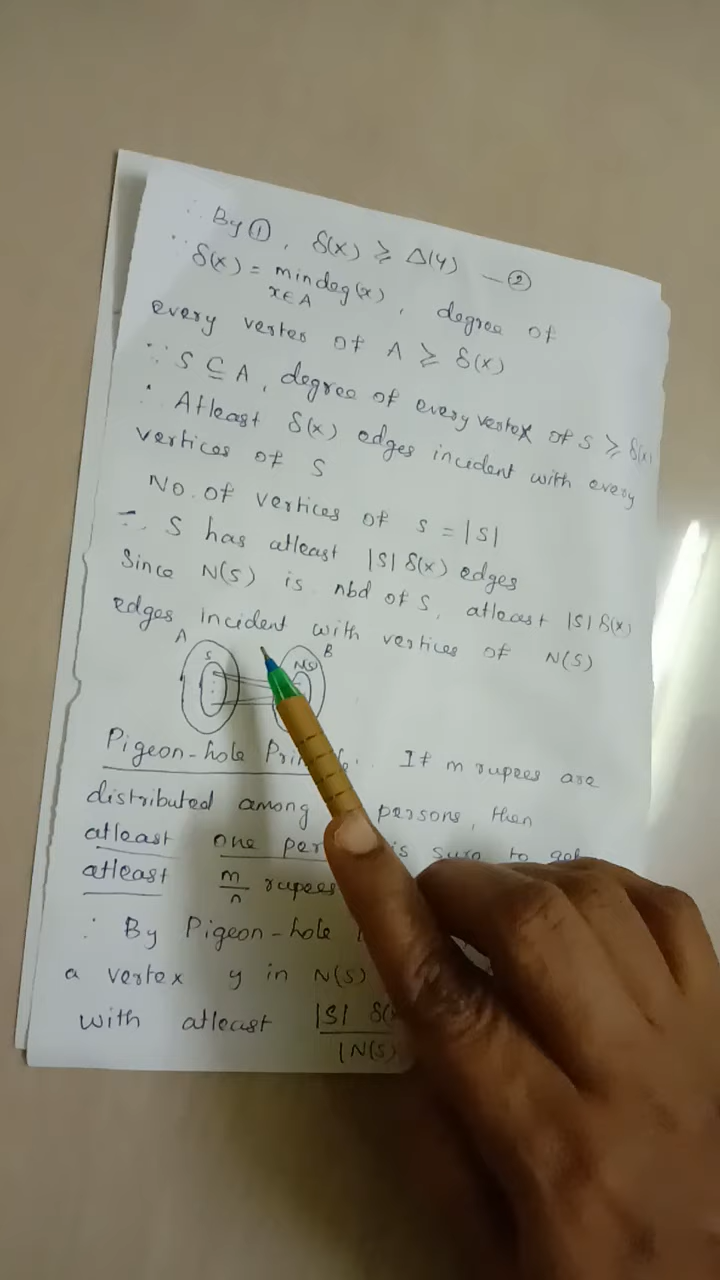 ∴ By ①, δ(x) ≥ Δ(y) — ②
∵ δ(x) = min deg(x), degree of
x∈A
every vertex of A ≥ δ(x)
∵ S ⊆ A, degree of every vertex of S ≥ δ(x)
∴ Atleast δ(x) edges incident with every
vertices of S
No. of vertices of S = |S|
∴ S has atleast |S| δ(x) edges
Since N(S) is nbd of S, atleast |S| δ(x)
edges incident with vertices of N(S)
A S N(S) B
Pigeon-hole If m rupees are
distributed among persons, then
atleast one is sure to get
atleast m/n rupees
∴ By Pigeon-hole
a vertex y in N(S)
with atleast |S| δ(
|N(S)